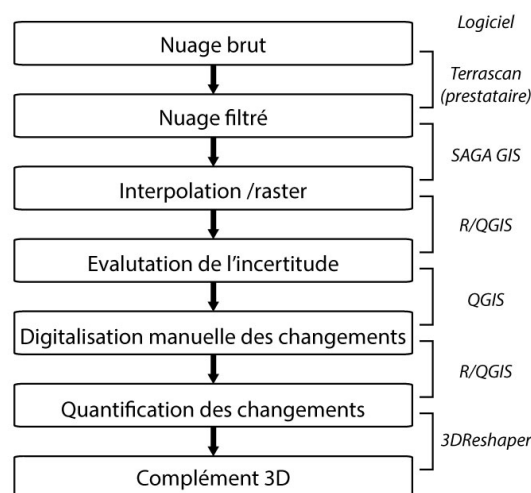 Logiciel
Nuage brut
Terrascan
(prestataire)
Nuage filtré
SAGA GIS
Interpolation /raster
R/QGIS
Evalutation de l'incertitude
QGIS
Digitalisation manuelle des changements
R/QGIS
Quantification des changements
3DReshaper
Complément 3D